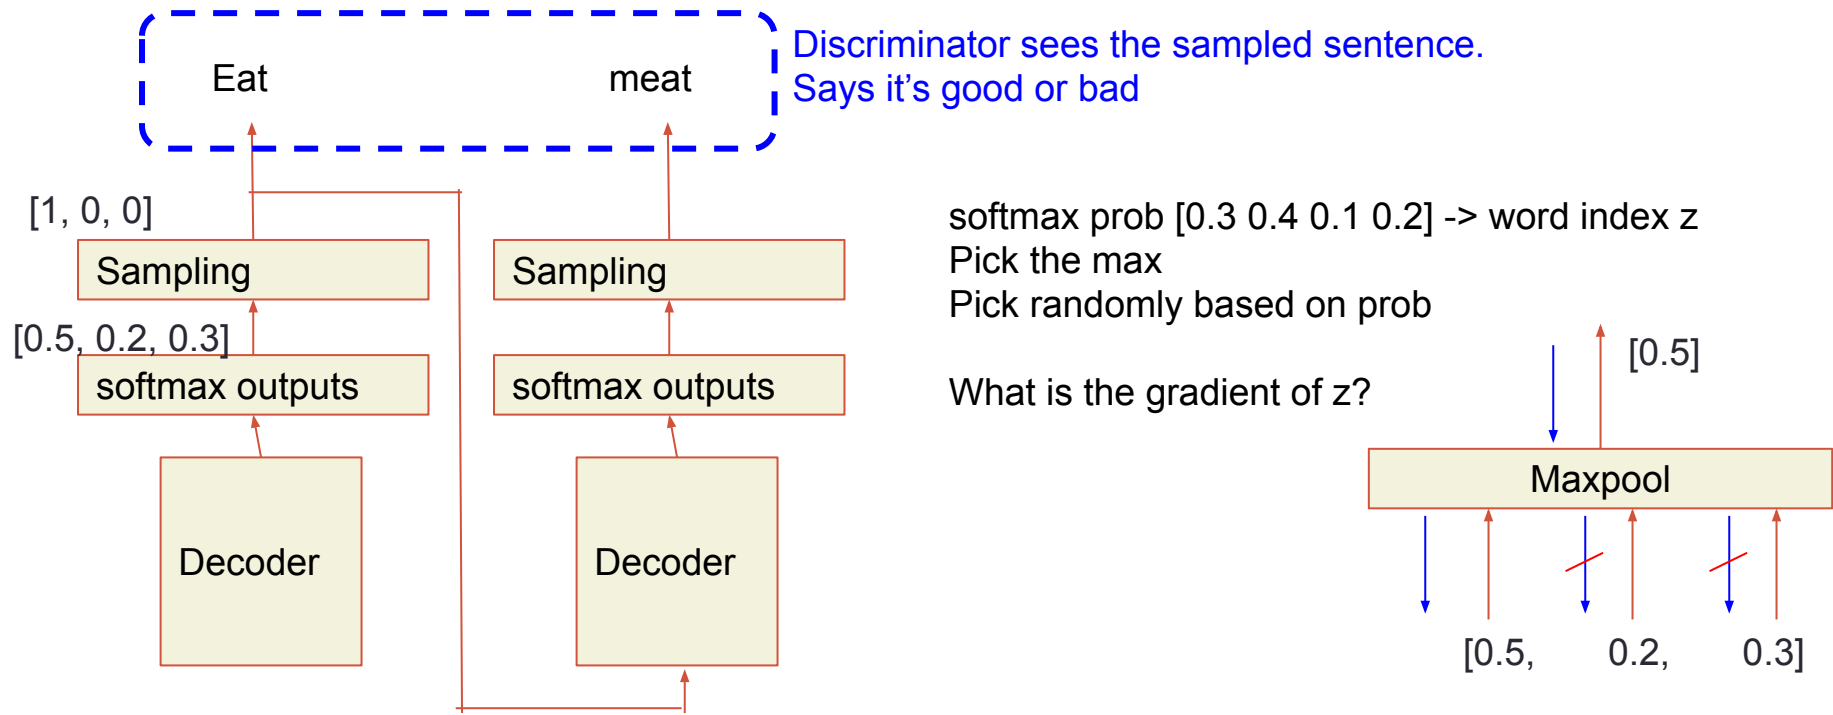 Discriminator sees the sampled sentence.
Says it's good or bad
Eat
meat
[1, 0, 0]
Sampling
Sampling
[0.5, 0.2, 0.3]
softmax outputs
softmax outputs
Decoder
Decoder
softmax prob [0.3 0.4 0.1 0.2] -> word index z
Pick the max
Pick randomly based on prob
What is the gradient of z?
[0.5]
Maxpool
[0.5, 0.2, 0.3]